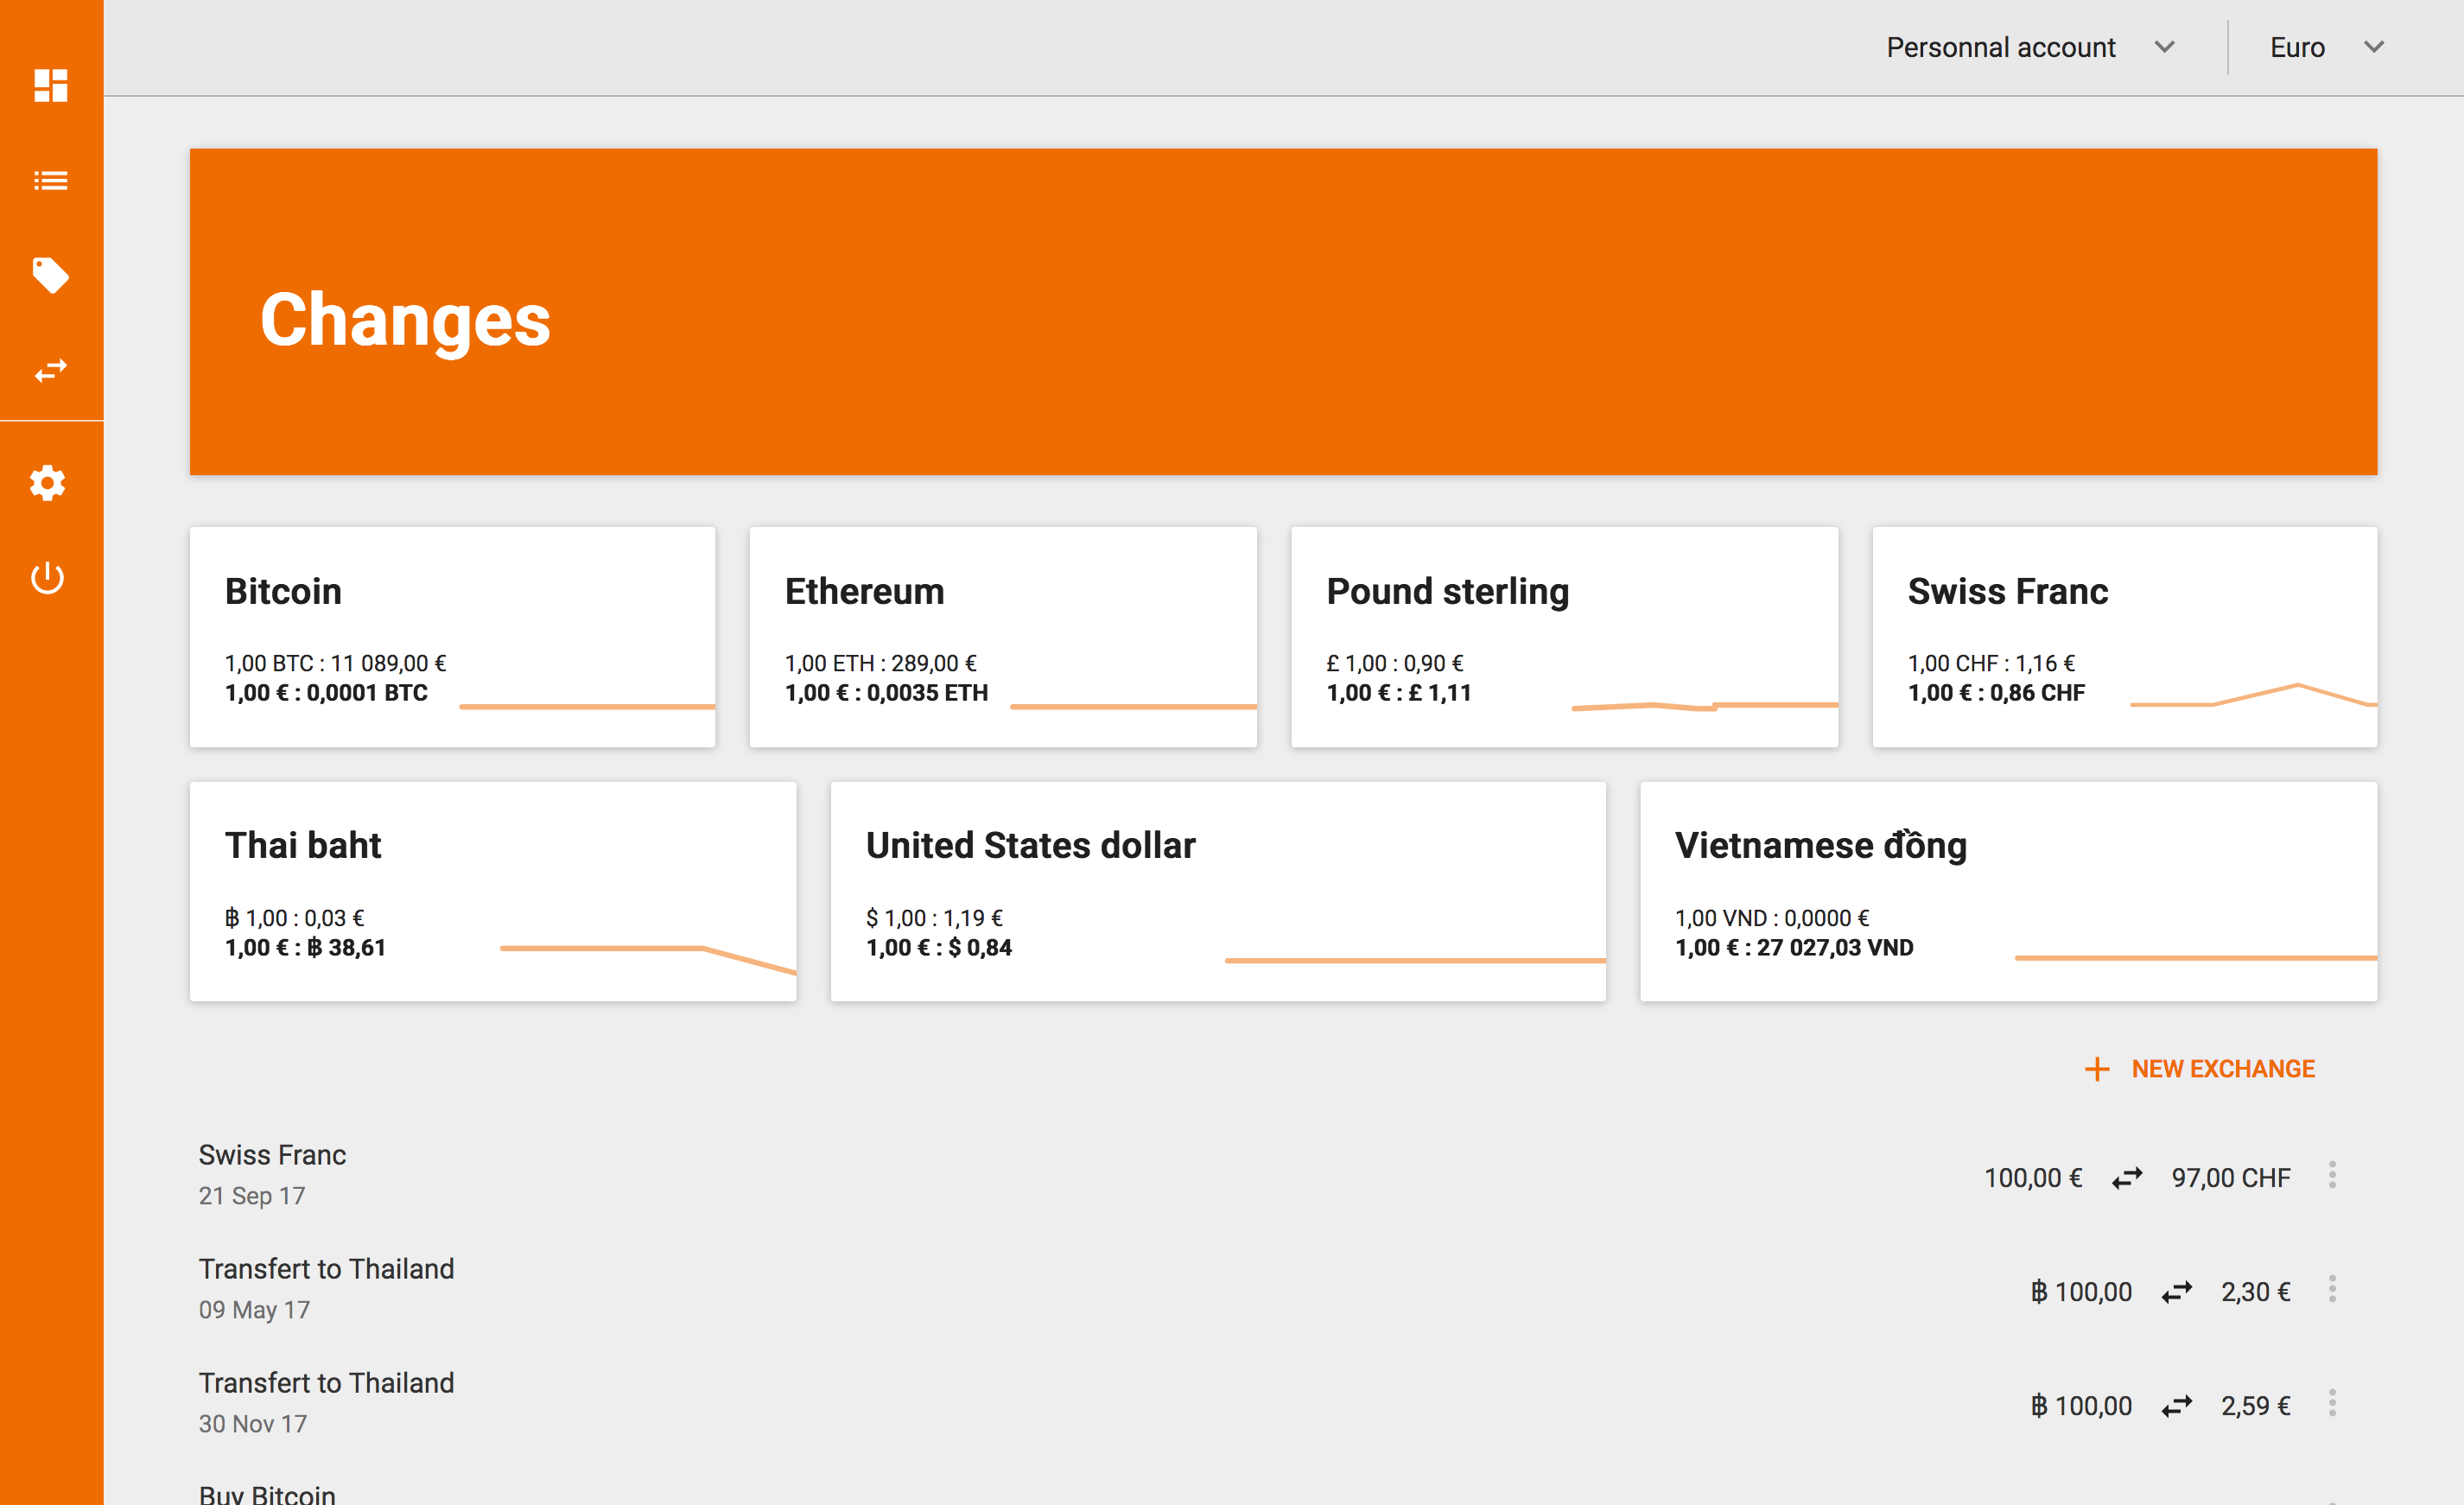 Personnal account
Euro
Changes
Bitcoin
1,00 BTC : 11 089,00 €
1,00 € : 0,0001 BTC
Ethereum
1,00 ETH : 289,00 €
1,00 € : 0,0035 ETH
Pound sterling
£ 1,00 : 0,90 €
1,00 € : £ 1,11
Swiss Franc
1,00 CHF : 1,16 €
1,00 € : 0,86 CHF
Thai baht
฿ 1,00 : 0,03 €
1,00 € : ฿ 38,61
United States dollar
$ 1,00 : 1,19 €
1,00 € : $ 0,84
Vietnamese đồng
1,00 VND : 0,0000 €
1,00 € : 27 027,03 VND
NEW EXCHANGE
Swiss Franc
21 Sep 17
100,00 € 97,00 CHF
Transfert to Thailand
09 May 17
฿ 100,00 2,30 €
Transfert to Thailand
30 Nov 17
฿ 100,00 2,59 €
Buy Bitcoin